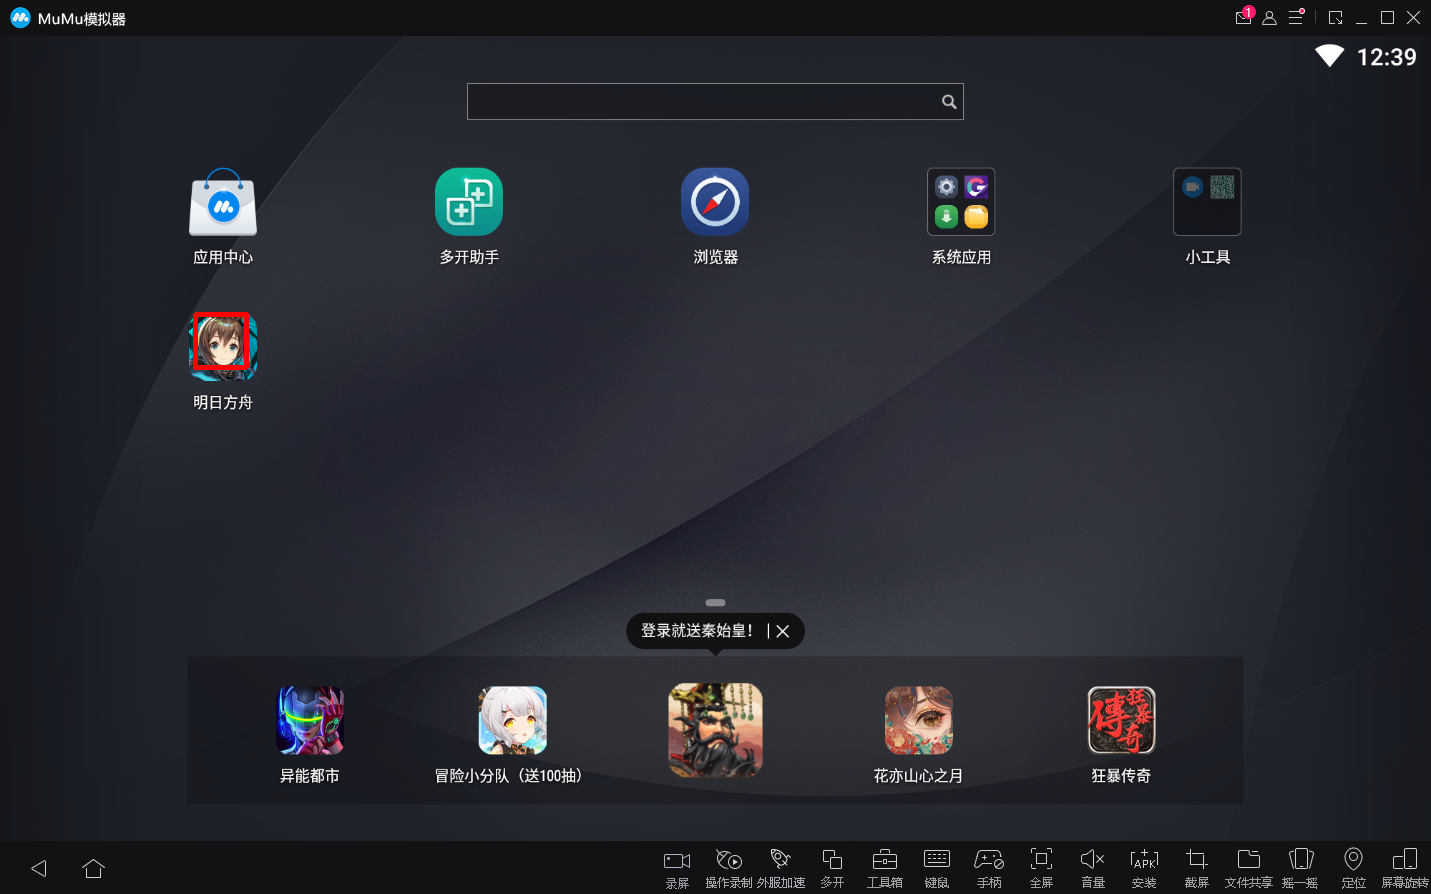 MuMu模拟器
1
12:39
应用中心
多开助手
浏览器
系统应用
小工具
明日方舟
登录就送秦始皇！
狂暴
傳奇
异能都市
冒险小分队（送100抽）
花亦山心之月
狂暴传奇
APK
录屏
操作录制
外服加速
多开
工具箱
键鼠
手柄
全屏
音量
安装
截屏
文件共享
摇一摇
定位
屏幕旋转